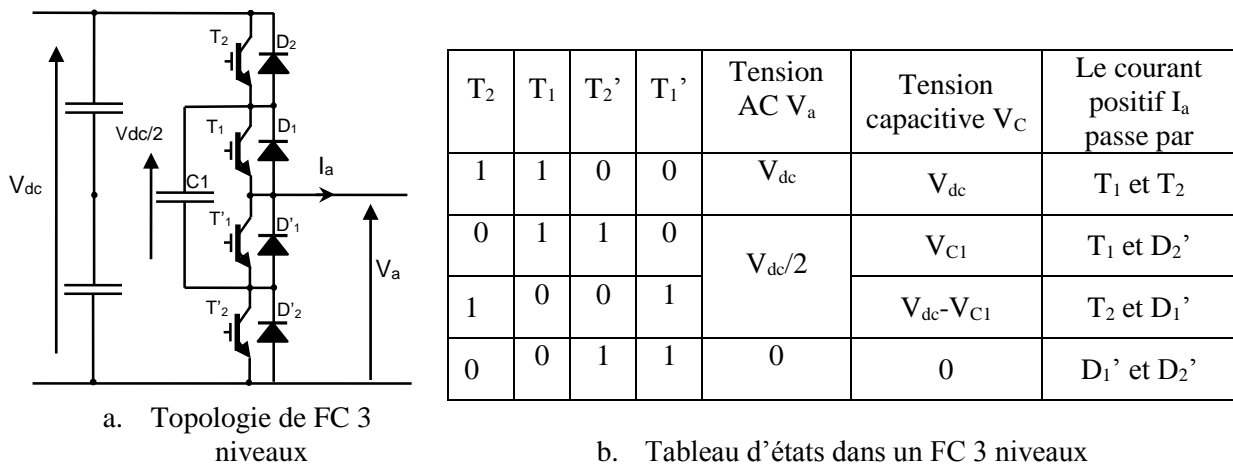 T2
D2
T1
D1
Vdc/2
C1
Ia
Vdc
T'1
D'1
Va
T'2
D'2
a. Topologie de FC 3
niveaux
T2 T1 T2’ T1’ Tension AC Va Tension capacitive VC Le courant positif Ia passe par
1 1 0 0 Vdc Vdc T1 et T2
0 1 1 0 Vdc/2 VC1 T1 et D2’
1 0 0 1 Vdc-VC1 T2 et D1’
0 0 1 1 0 0 D1’ et D2’
b. Tableau d’états dans un FC 3 niveaux